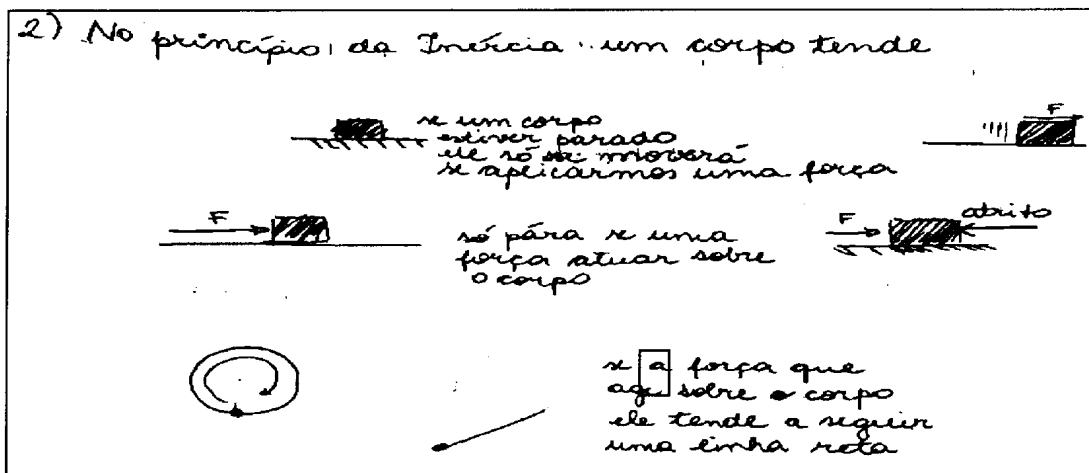 2) No princípio da Inércia um corpo tende
se um corpo
estiver parado
ele só se moverá
se aplicarmos uma força
F
F
só pára se uma
força atuar sobre
o corpo
F
atrito
se a força que
age sobre o corpo
ele tende a seguir
uma linha reta